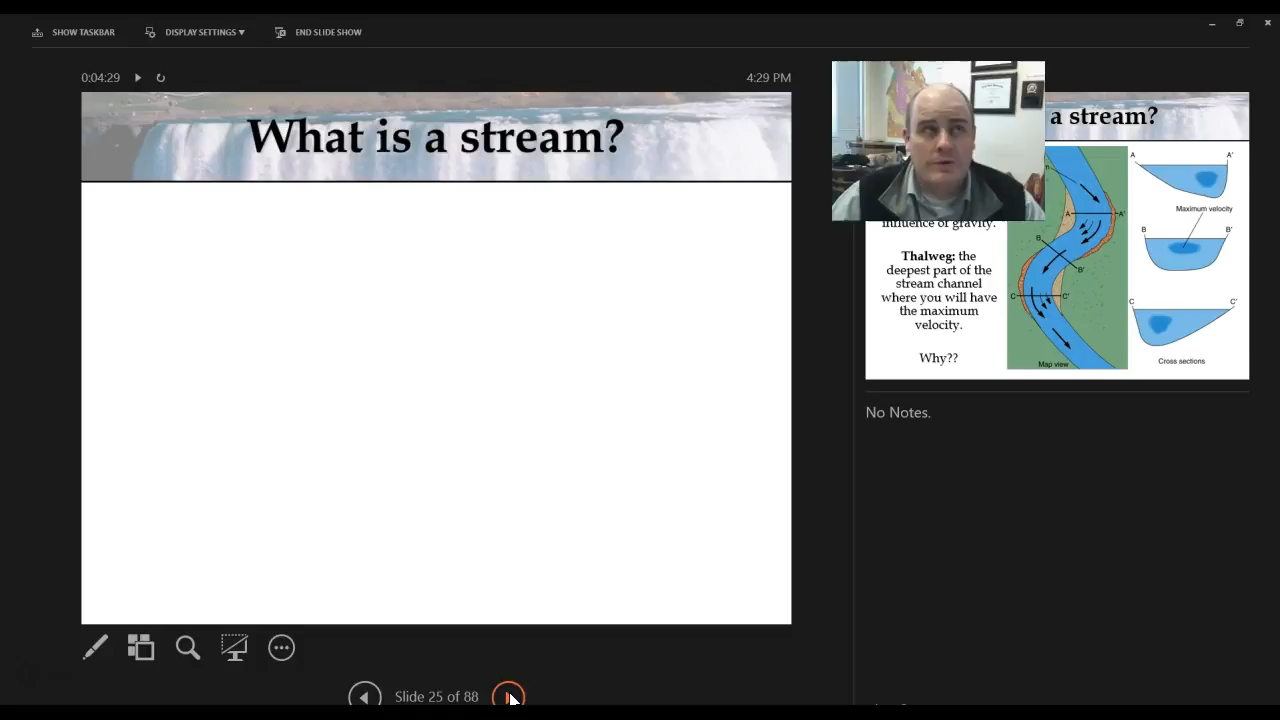 SHOW TASKBAR
DISPLAY SETTINGS
END SLIDE SHOW
0:04:29
4:29 PM
What is a stream?
a stream?
influence of gravity.
Thalweg: the
deepest part of the
stream channel
where you will have
the maximum
velocity.
Why??
A
A'
B
B'
C
C'
Map view
A
A'
Maximum velocity
B
B'
C
C'
Cross sections
No Notes.
Slide 25 of 88